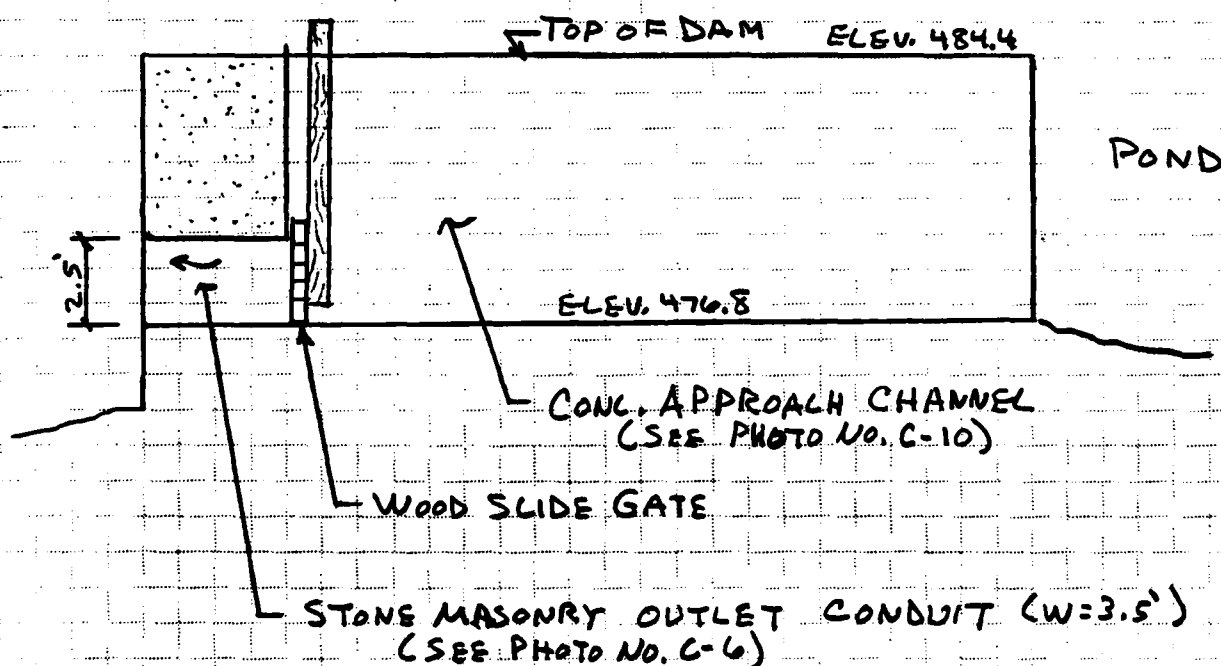 TOP OF DAM
ELEV. 484.4
POND
2.5'
ELEV. 476.8
CONC. APPROACH CHANNEL
(SEE PHOTO NO. C-10)
WOOD SLIDE GATE
STONE MASONRY OUTLET CONDUIT (W=3.5')
(SEE PHOTO NO. C-6)